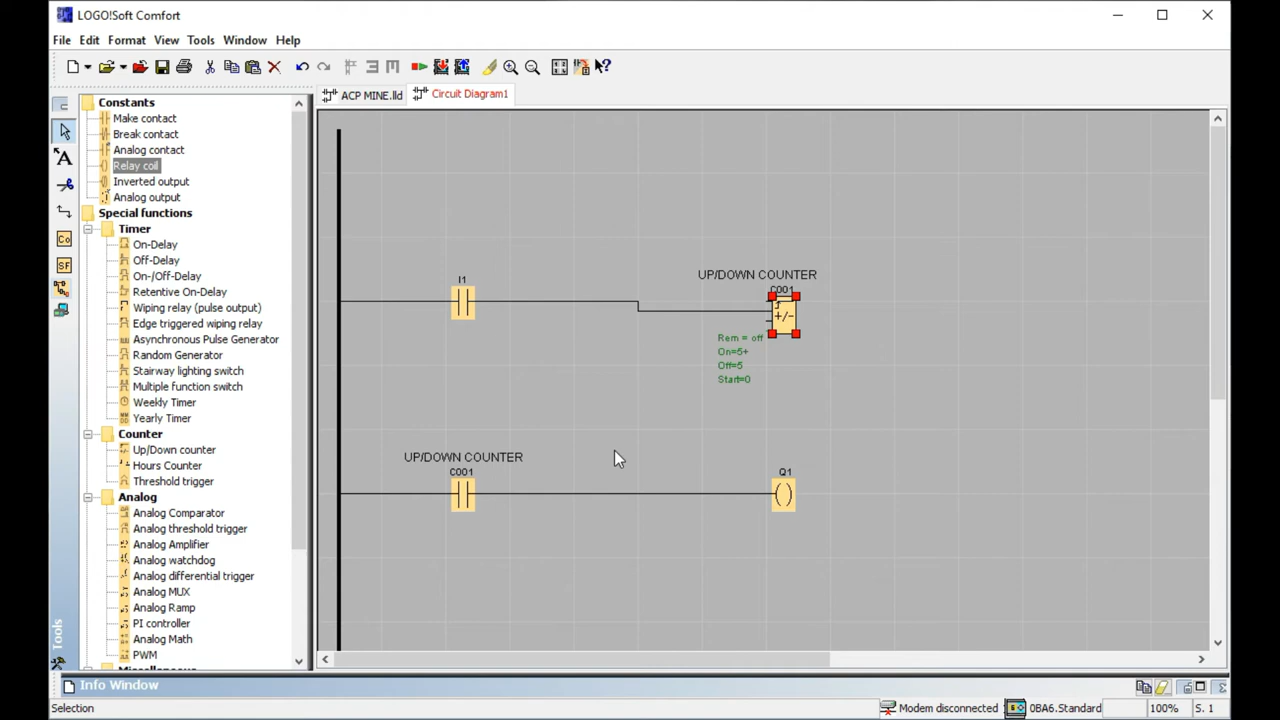 LOGO!Soft Comfort
File Edit Format View Tools Window Help
ACP MINE.lld
Circuit Diagram1
Constants
Make contact
Break contact
Analog contact
Relay coil
Inverted output
Analog output
Special functions
Timer
On-Delay
Off-Delay
On-/Off-Delay
Retentive On-Delay
Wiping relay (pulse output)
Edge triggered wiping relay
Asynchronous Pulse Generator
Random Generator
Stairway lighting switch
Multiple function switch
Weekly Timer
Yearly Timer
Counter
Up/Down counter
Hours Counter
Threshold trigger
Analog
Analog Comparator
Analog threshold trigger
Analog Amplifier
Analog watchdog
Analog differential trigger
Analog MUX
Analog Ramp
PI controller
Analog Math
PWM
Miscellaneous
A
Co
SF
Tools
I1
UP/DOWN COUNTER
C001
+/-
Rem = off
On=5+
Off=5
Start=0
UP/DOWN COUNTER
C001
Q1
Info Window
Selection
Modem disconnected
0BA6.Standard
100%
S. 1